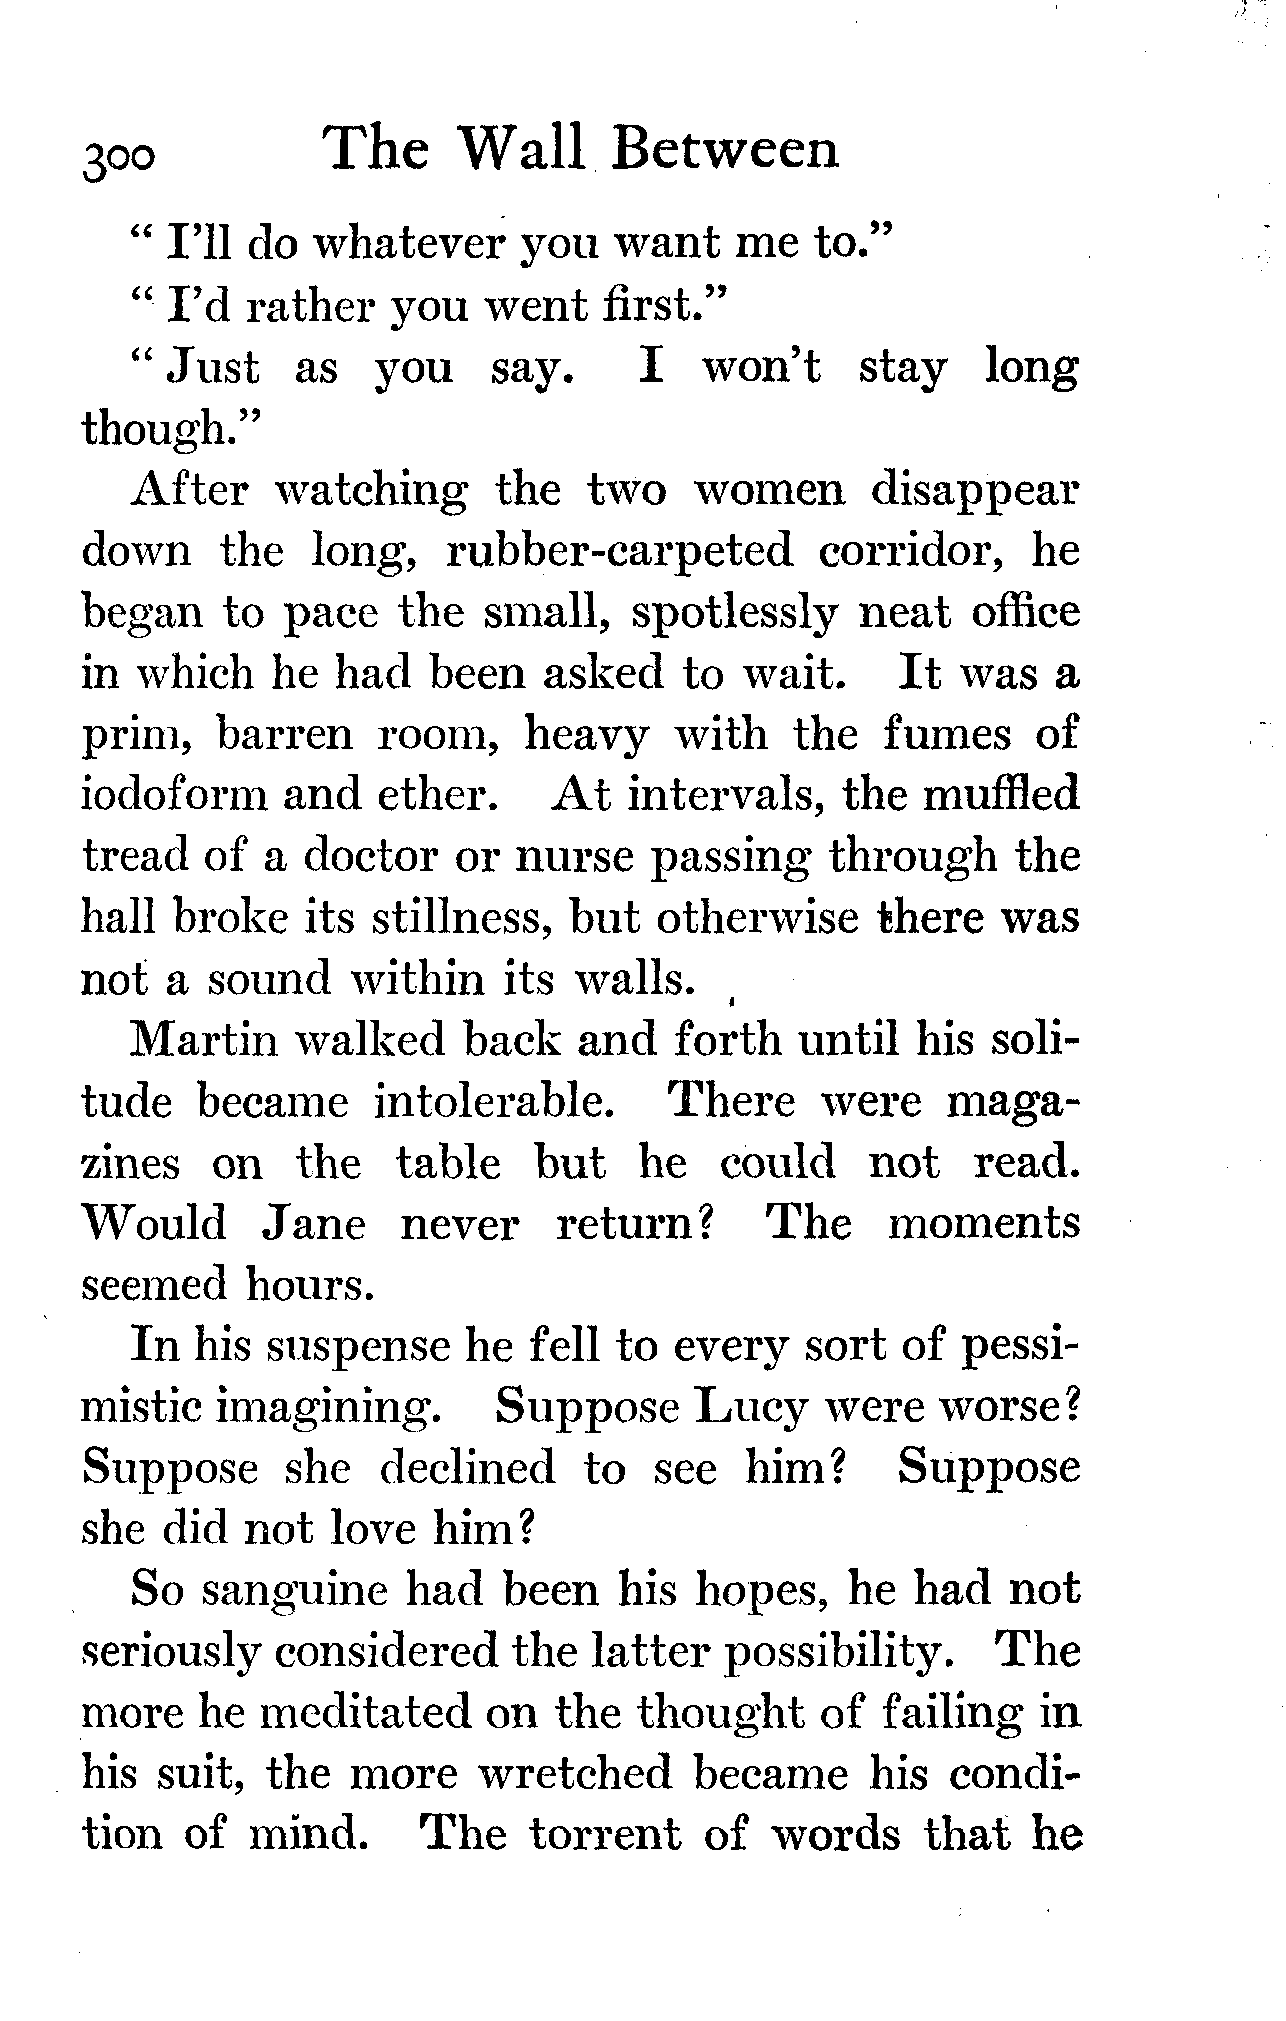 300 The Wall Between
“ I’ll do whatever you want me to.”
“ I’d rather you went first.”
“ Just as you say. I won’t stay long
though.”
After watching the two women disappear
down the long, rubber-carpeted corridor, he
began to pace the small, spotlessly neat office
in which he had been asked to wait. It was a
prim, barren room, heavy with the fumes of
iodoform and ether. At intervals, the muffled
tread of a doctor or nurse passing through the
hall broke its stillness, but otherwise there was
not a sound within its walls.
Martin walked back and forth until his soli-
tude became intolerable. There were maga-
zines on the table but he could not read.
Would Jane never return? The moments
seemed hours.
In his suspense he fell to every sort of pessi-
mistic imagining. Suppose Lucy were worse?
Suppose she declined to see him? Suppose
she did not love him?
So sanguine had been his hopes, he had not
seriously considered the latter possibility. The
more he meditated on the thought of failing in
his suit, the more wretched became his condi-
tion of mind. The torrent of words that he